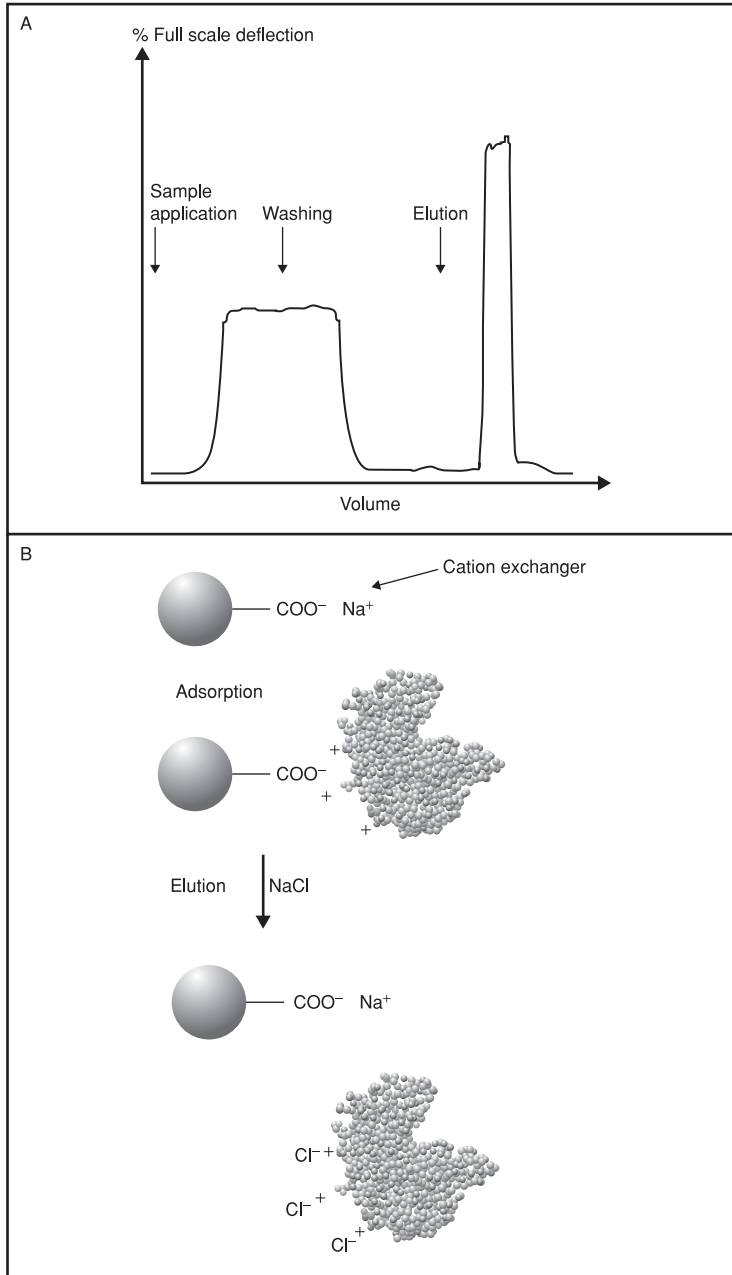 A
% Full scale deflection
Sample
application
Washing
Elution
Volume
B
Cation exchanger
COO⁻ Na⁺
Adsorption
COO⁻
+
+
+
Elution NaCl
COO⁻ Na⁺
Cl⁻ +
Cl⁻ +
Cl⁻ +